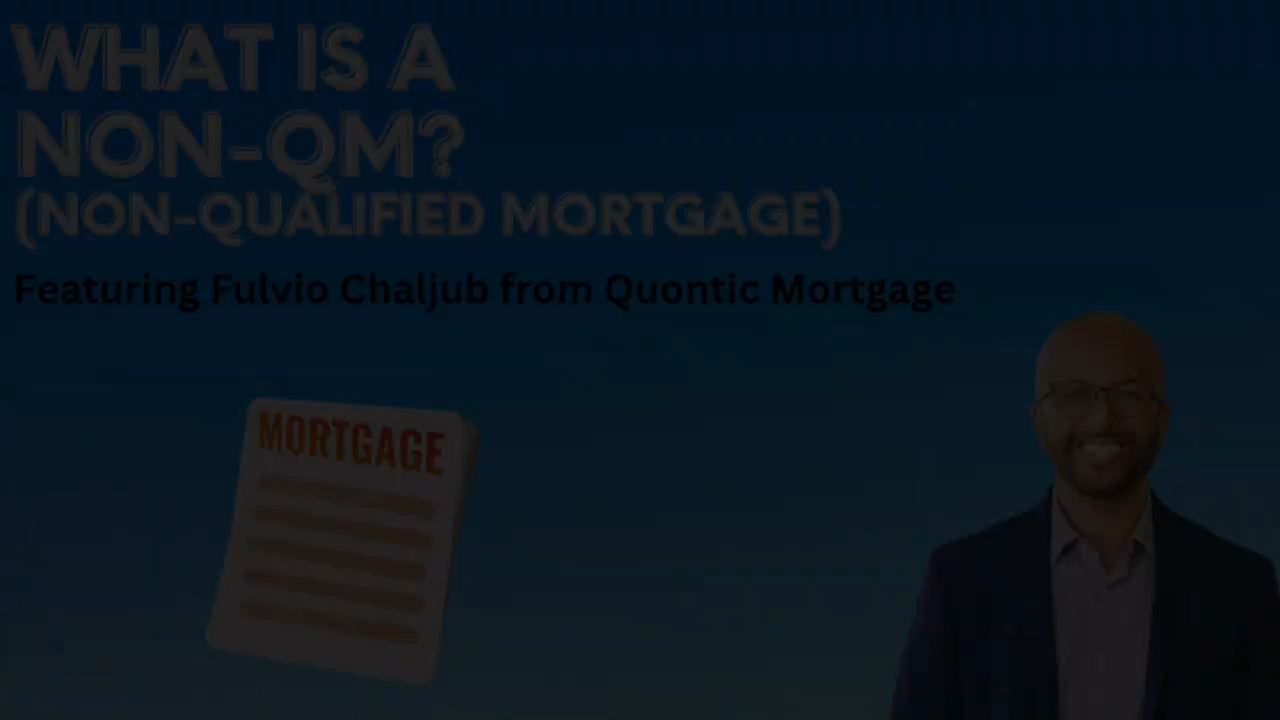 WHAT IS A
NON-QM?
(NON-QUALIFIED MORTGAGE)
Featuring Fulvio Chaljub from Quontic Mortgage
MORTGAGE